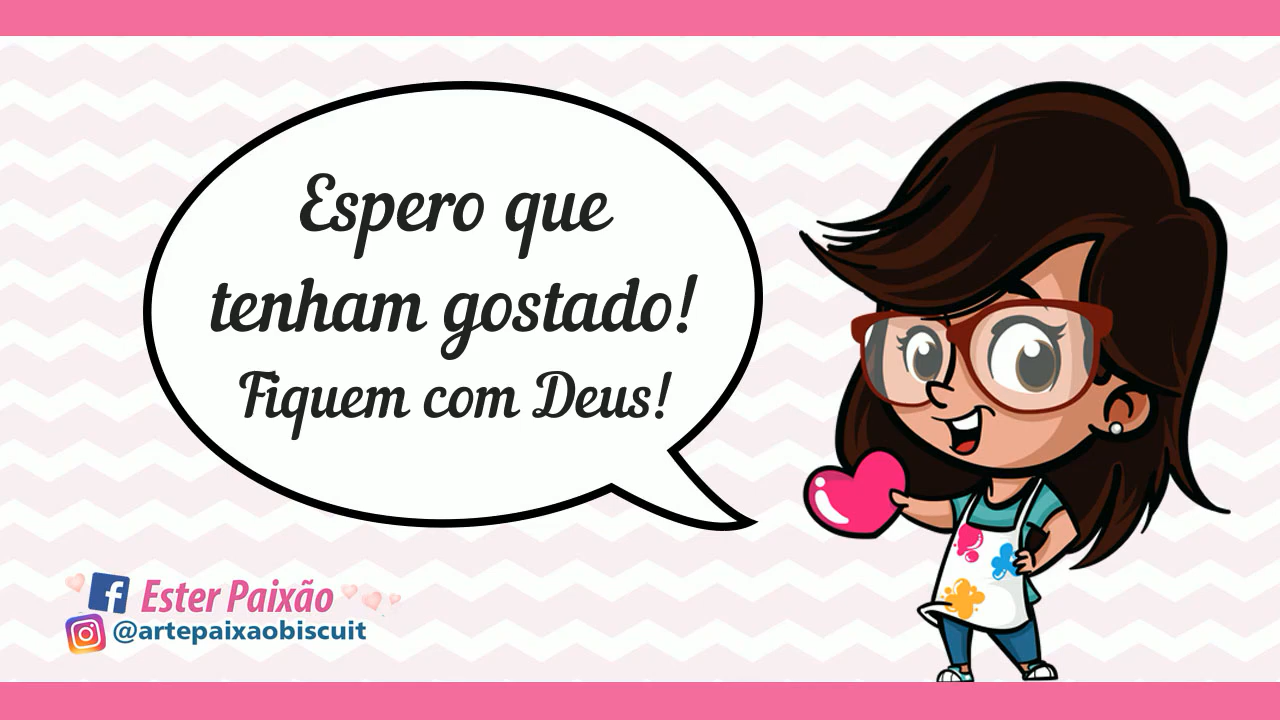 Espero que
tenham gostado!
Fiquem com Deus!
Ester Paixão
@artepaixaobiscuit